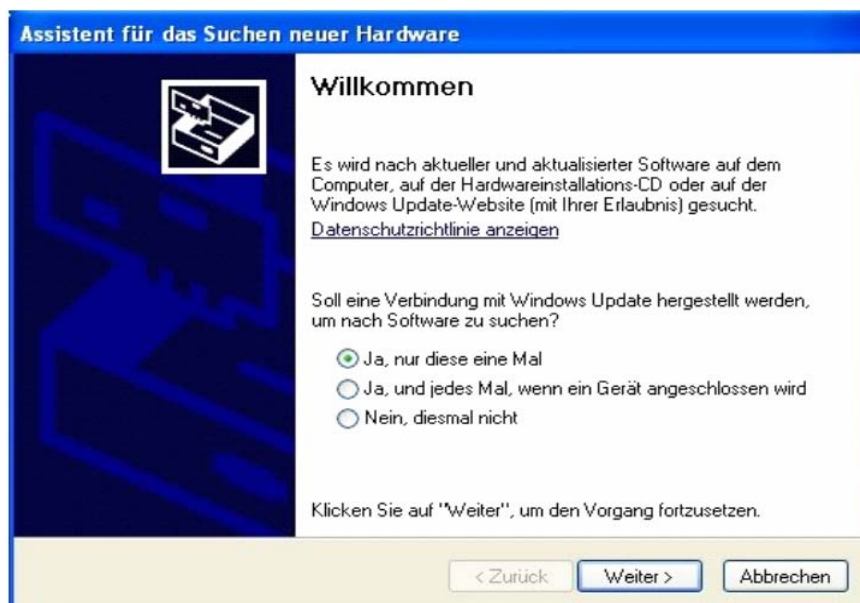 Assistent für das Suchen neuer Hardware
Willkommen
Es wird nach aktueller und aktualisierter Software auf dem
Computer, auf der Hardwareinstallations-CD oder auf der
Windows Update-Website (mit Ihrer Erlaubnis) gesucht.
Datenschutzrichtlinie anzeigen
Soll eine Verbindung mit Windows Update hergestellt werden,
um nach Software zu suchen?
Ja, nur diese eine Mal
Ja, und jedes Mal, wenn ein Gerät angeschlossen wird
Nein, diesmal nicht
Klicken Sie auf "Weiter", um den Vorgang fortzusetzen.
< Zurück Weiter > Abbrechen